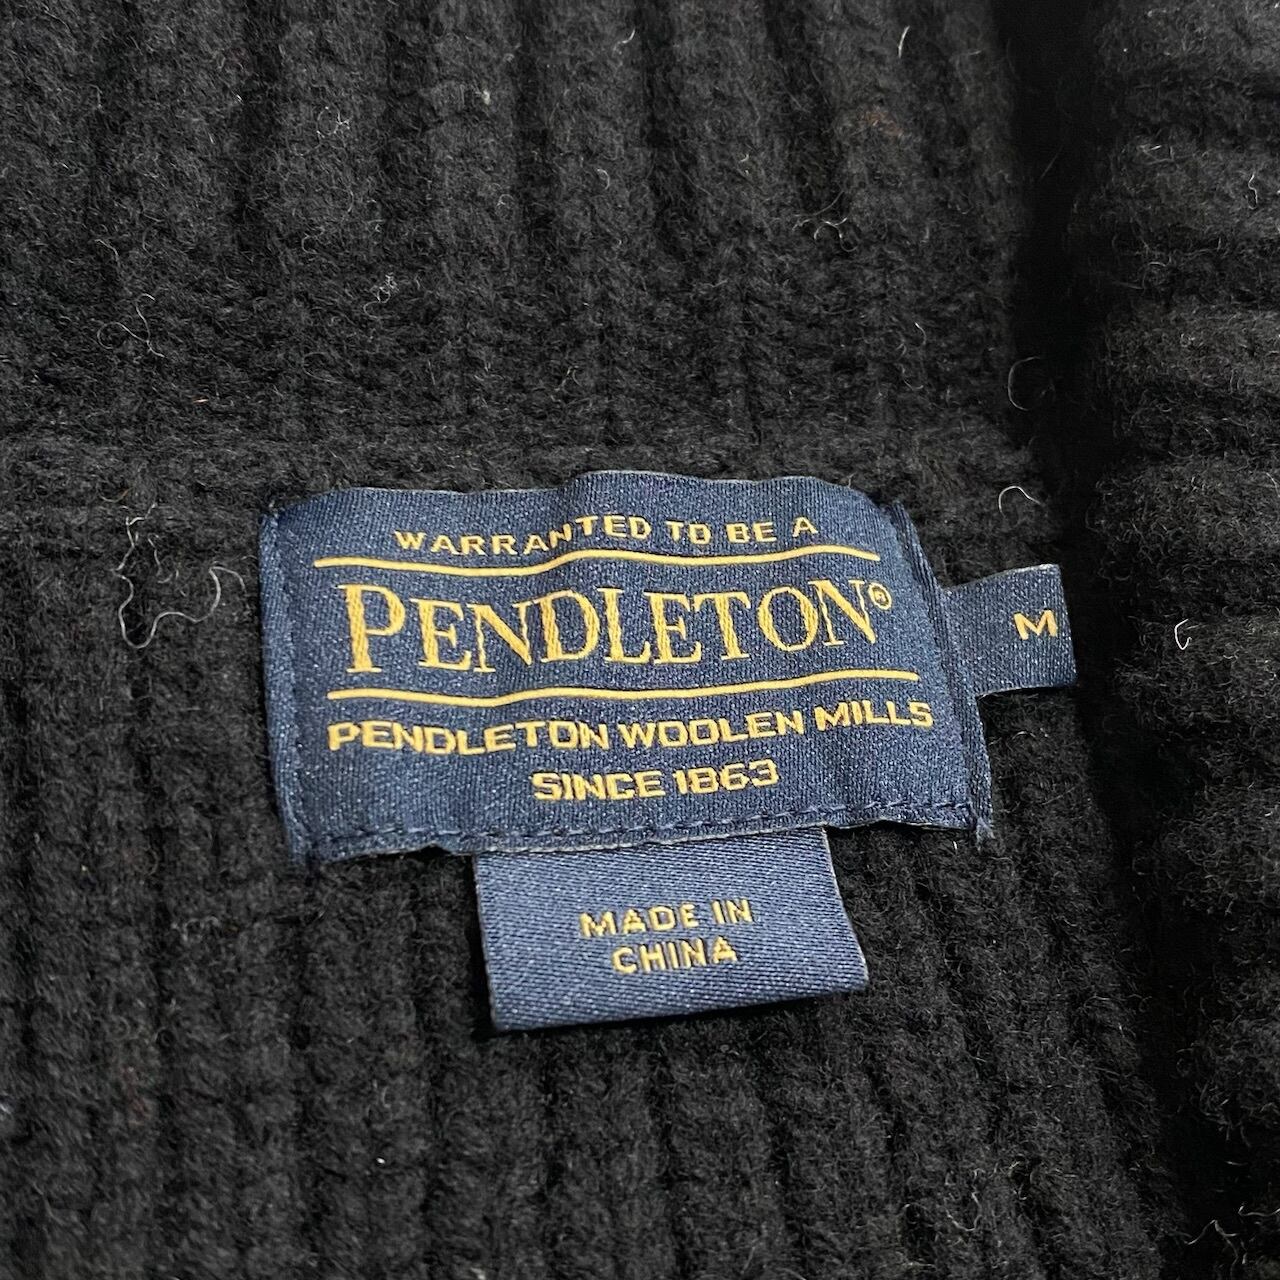 WARRANTED TO BE A
PENDLETON®
M
PENDLETON WOOLEN MILLS
SINCE 1863
MADE IN
CHINA